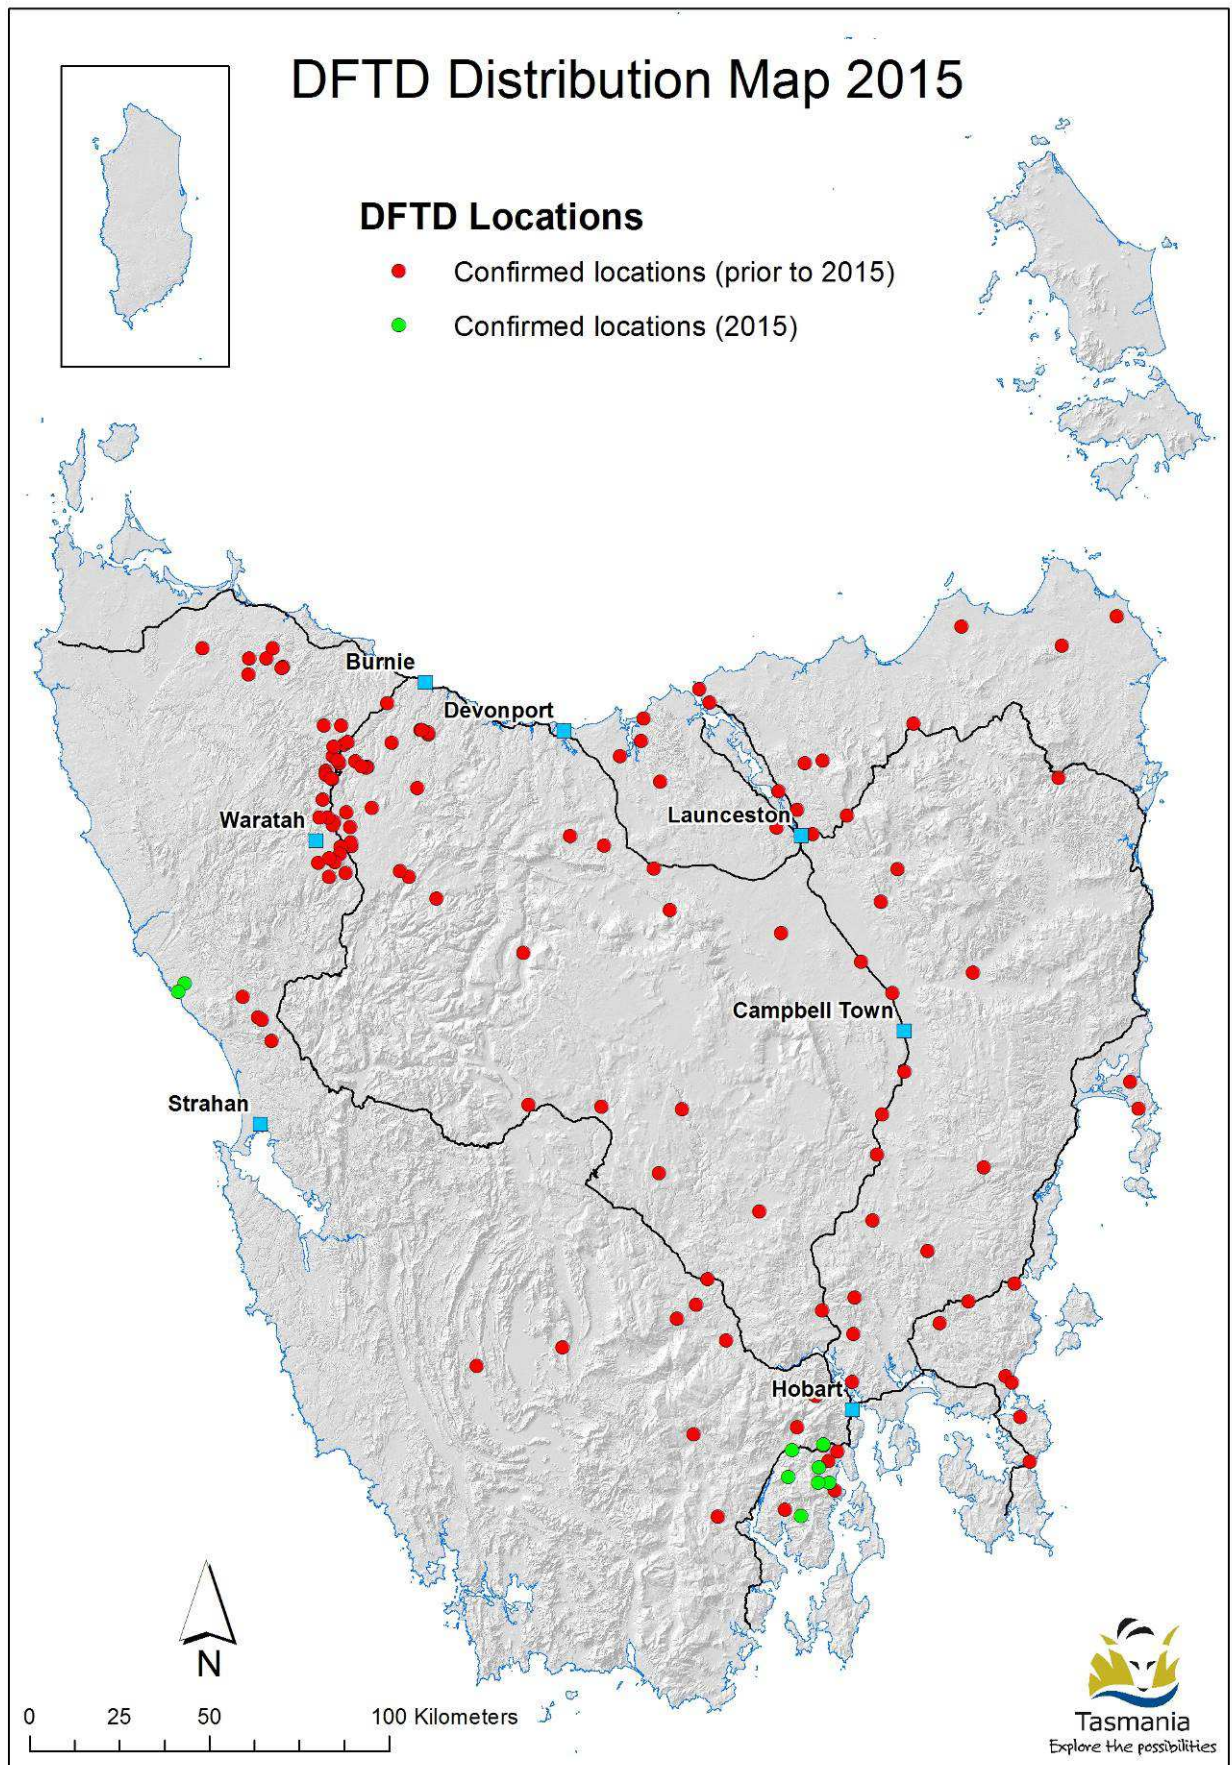 DFTD Distribution Map 2015
DFTD Locations
Confirmed locations (prior to 2015)
Confirmed locations (2015)
Burnie
Devonport
Waratah
Launceston
Campbell Town
Strahan
Hobart
N
0 25 50 100 Kilometers
Tasmania
Explore the possibilities